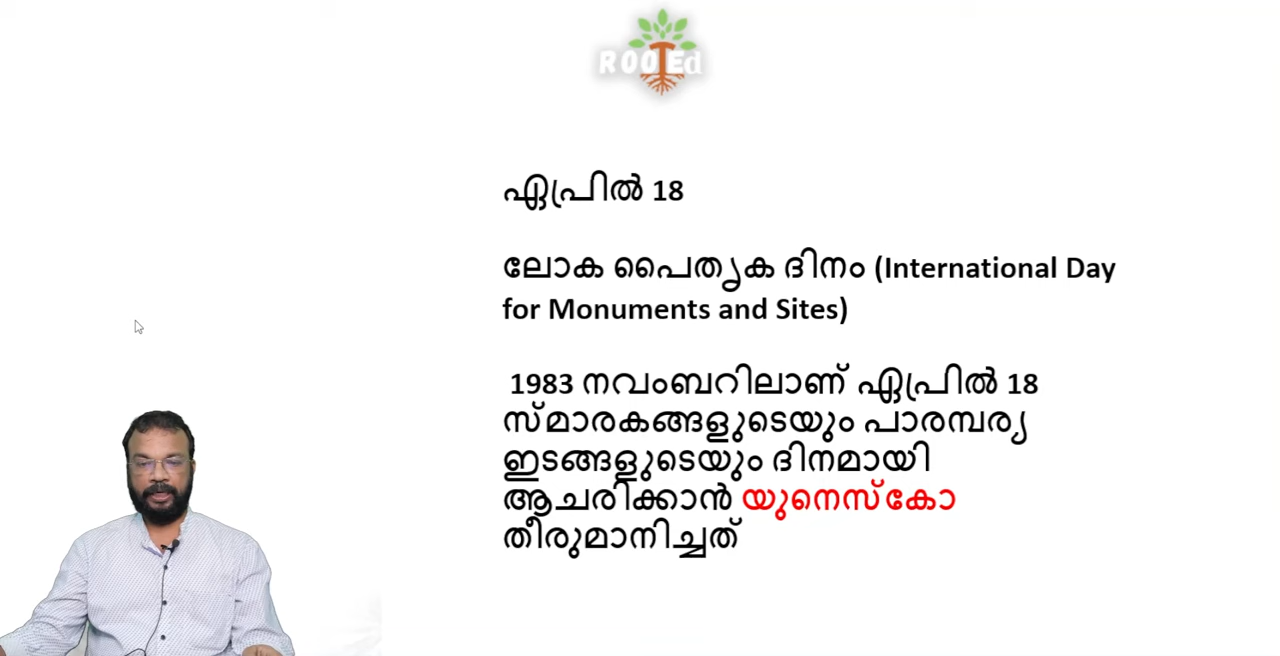 ROOTEd
ഏപ്രിൽ 18
ലോക പൈതൃക ദിനം (International Day
for Monuments and Sites)
1983 നവംബറിലാണ് ഏപ്രിൽ 18
സ്മാരകങ്ങളുടെയും പാരമ്പര്യ
ഇടങ്ങളുടെയും ദിനമായി
ആചരിക്കാൻ യുനെസ്കോ
തീരുമാനിച്ചത്